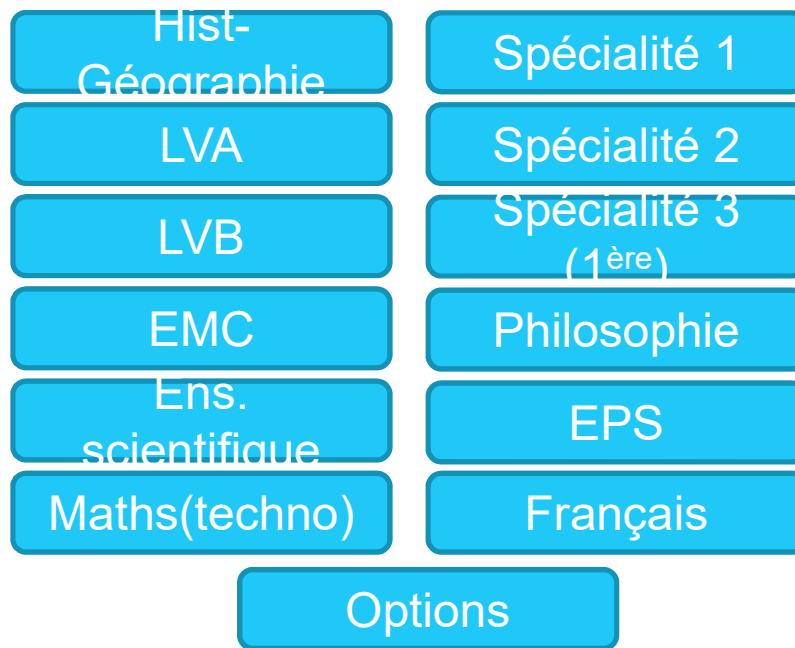 Hist-
Géographie
LVA
LVB
EMC
Ens.
scientifique
Maths(techno)
Spécialité 1
Spécialité 2
Spécialité 3
(1ère)
Philosophie
EPS
Français
Options